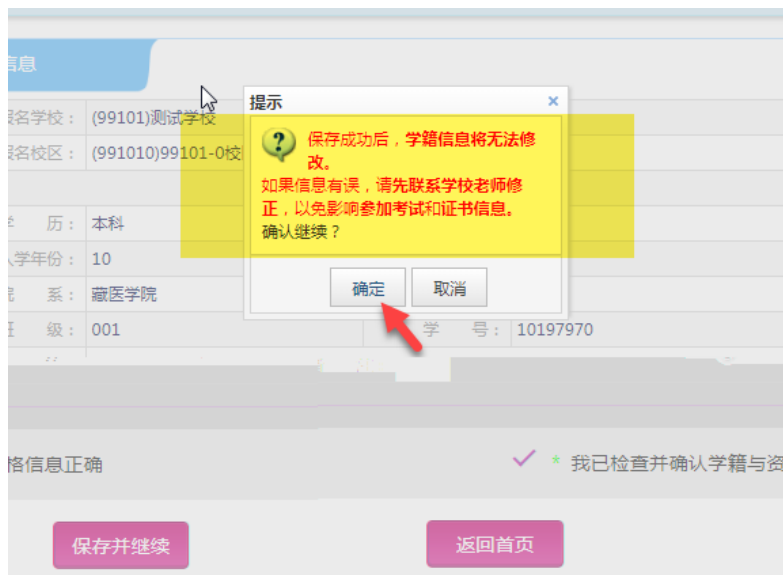 信息
提示
×
报名学校： (99101)测试学校
保存成功后，学籍信息将无法修
改。
报名校区： (991010)99101-0校
如果信息有误，请先联系学校老师修
正，以免影响参加考试和证书信息。
确认继续？
历： 本科
入学年份： 10
确定 取消
系： 藏医学院
级： 001 学 号： 10197970
格信息正确 * 我已检查并确认学籍与资
保存并继续 返回首页